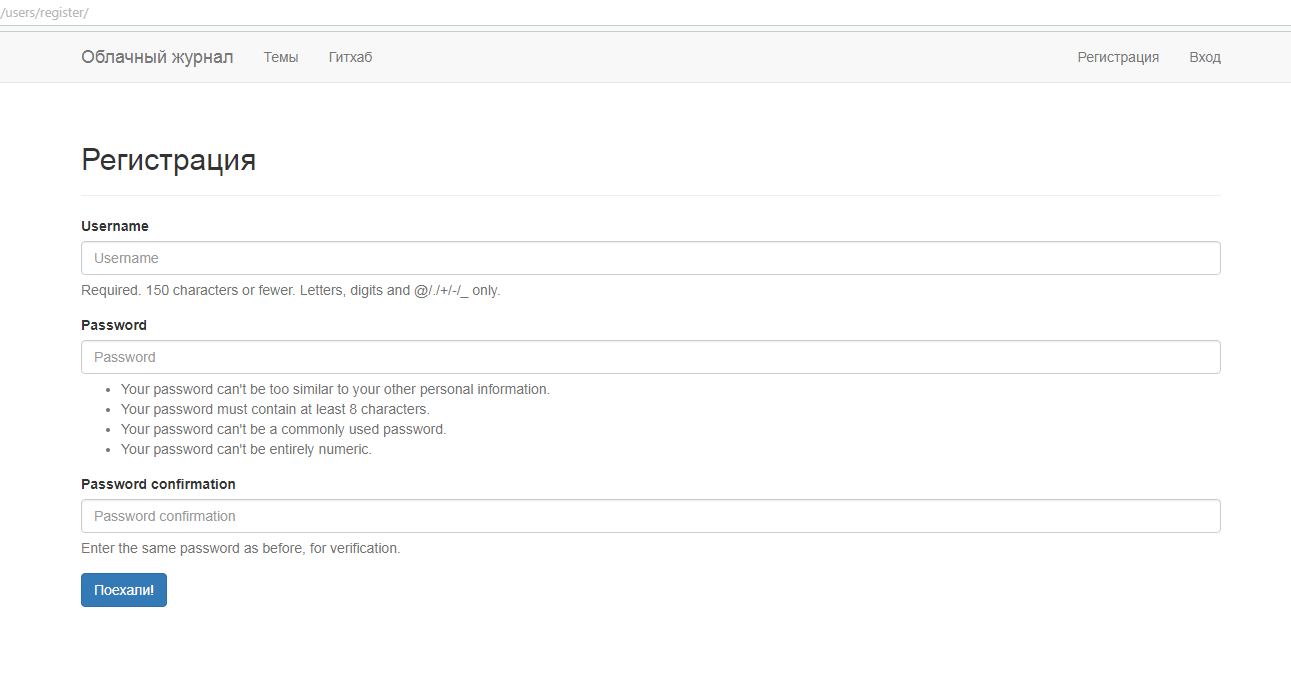 /users/register/
Облачный журнал Темы Гитхаб Регистрация Вход
Регистрация
Username
Username
Required. 150 characters or fewer. Letters, digits and @/./+/-/_ only.
Password
Password
Your password can't be too similar to your other personal information.
Your password must contain at least 8 characters.
Your password can't be a commonly used password.
Your password can't be entirely numeric.
Password confirmation
Password confirmation
Enter the same password as before, for verification.
Поехали!